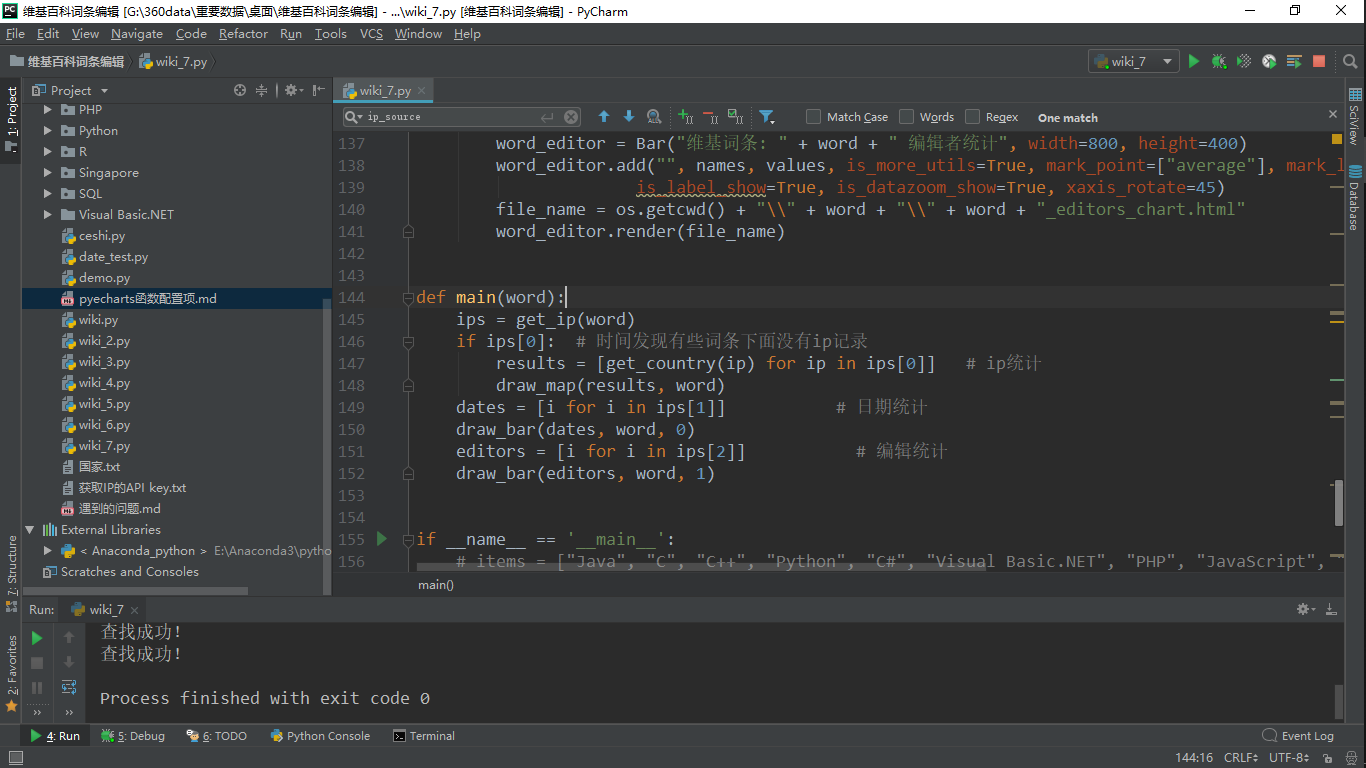 维基百科词条编辑 [G:\360data\重要数据\桌面\维基百科词条编辑] - ...\wiki_7.py [维基百科词条编辑] - PyCharm
File Edit View Navigate Code Refactor Run Tools VCS Window Help
维基百科词条编辑 wiki_7.py
wiki_7
1: Project
Project
PHP
Python
R
Singapore
SQL
Visual Basic.NET
ceshi.py
date_test.py
demo.py
pyecharts函数配置项.md
wiki.py
wiki_2.py
wiki_3.py
wiki_4.py
wiki_5.py
wiki_6.py
wiki_7.py
国家.txt
获取IP的API key.txt
遇到的问题.md
External Libraries
< Anaconda_python > E:\Anaconda3\pytho
Scratches and Consoles
7: Structure
2: Favorites
wiki_7.py
ip_source Match Case Words Regex One match
137 word_editor = Bar("维基词条: " + word + " 编辑者统计", width=800, height=400)
138 word_editor.add("", names, values, is_more_utils=True, mark_point=["average"], mark_l
139 is_label_show=True, is_datazoom_show=True, xaxis_rotate=45)
140 file_name = os.getcwd() + "\\" + word + "\\" + word + "_editors_chart.html"
141 word_editor.render(file_name)
142
143
144 def main(word):
145 ips = get_ip(word)
146 if ips[0]: # 时间发现有些词条下面没有ip记录
147 results = [get_country(ip) for ip in ips[0]] # ip统计
148 draw_map(results, word)
149 dates = [i for i in ips[1]] # 日期统计
150 draw_bar(dates, word, 0)
151 editors = [i for i in ips[2]] # 编辑统计
152 draw_bar(editors, word, 1)
153
154
155 if __name__ == '__main__':
156 # items = ["Java", "C", "C++", "Python", "C#", "Visual Basic.NET", "PHP", "JavaScript",
main()
SciView
Database
Run: wiki_7
查找成功！
查找成功！
Process finished with exit code 0
4: Run 5: Debug 6: TODO Python Console Terminal Event Log
144:16 CRLF UTF-8